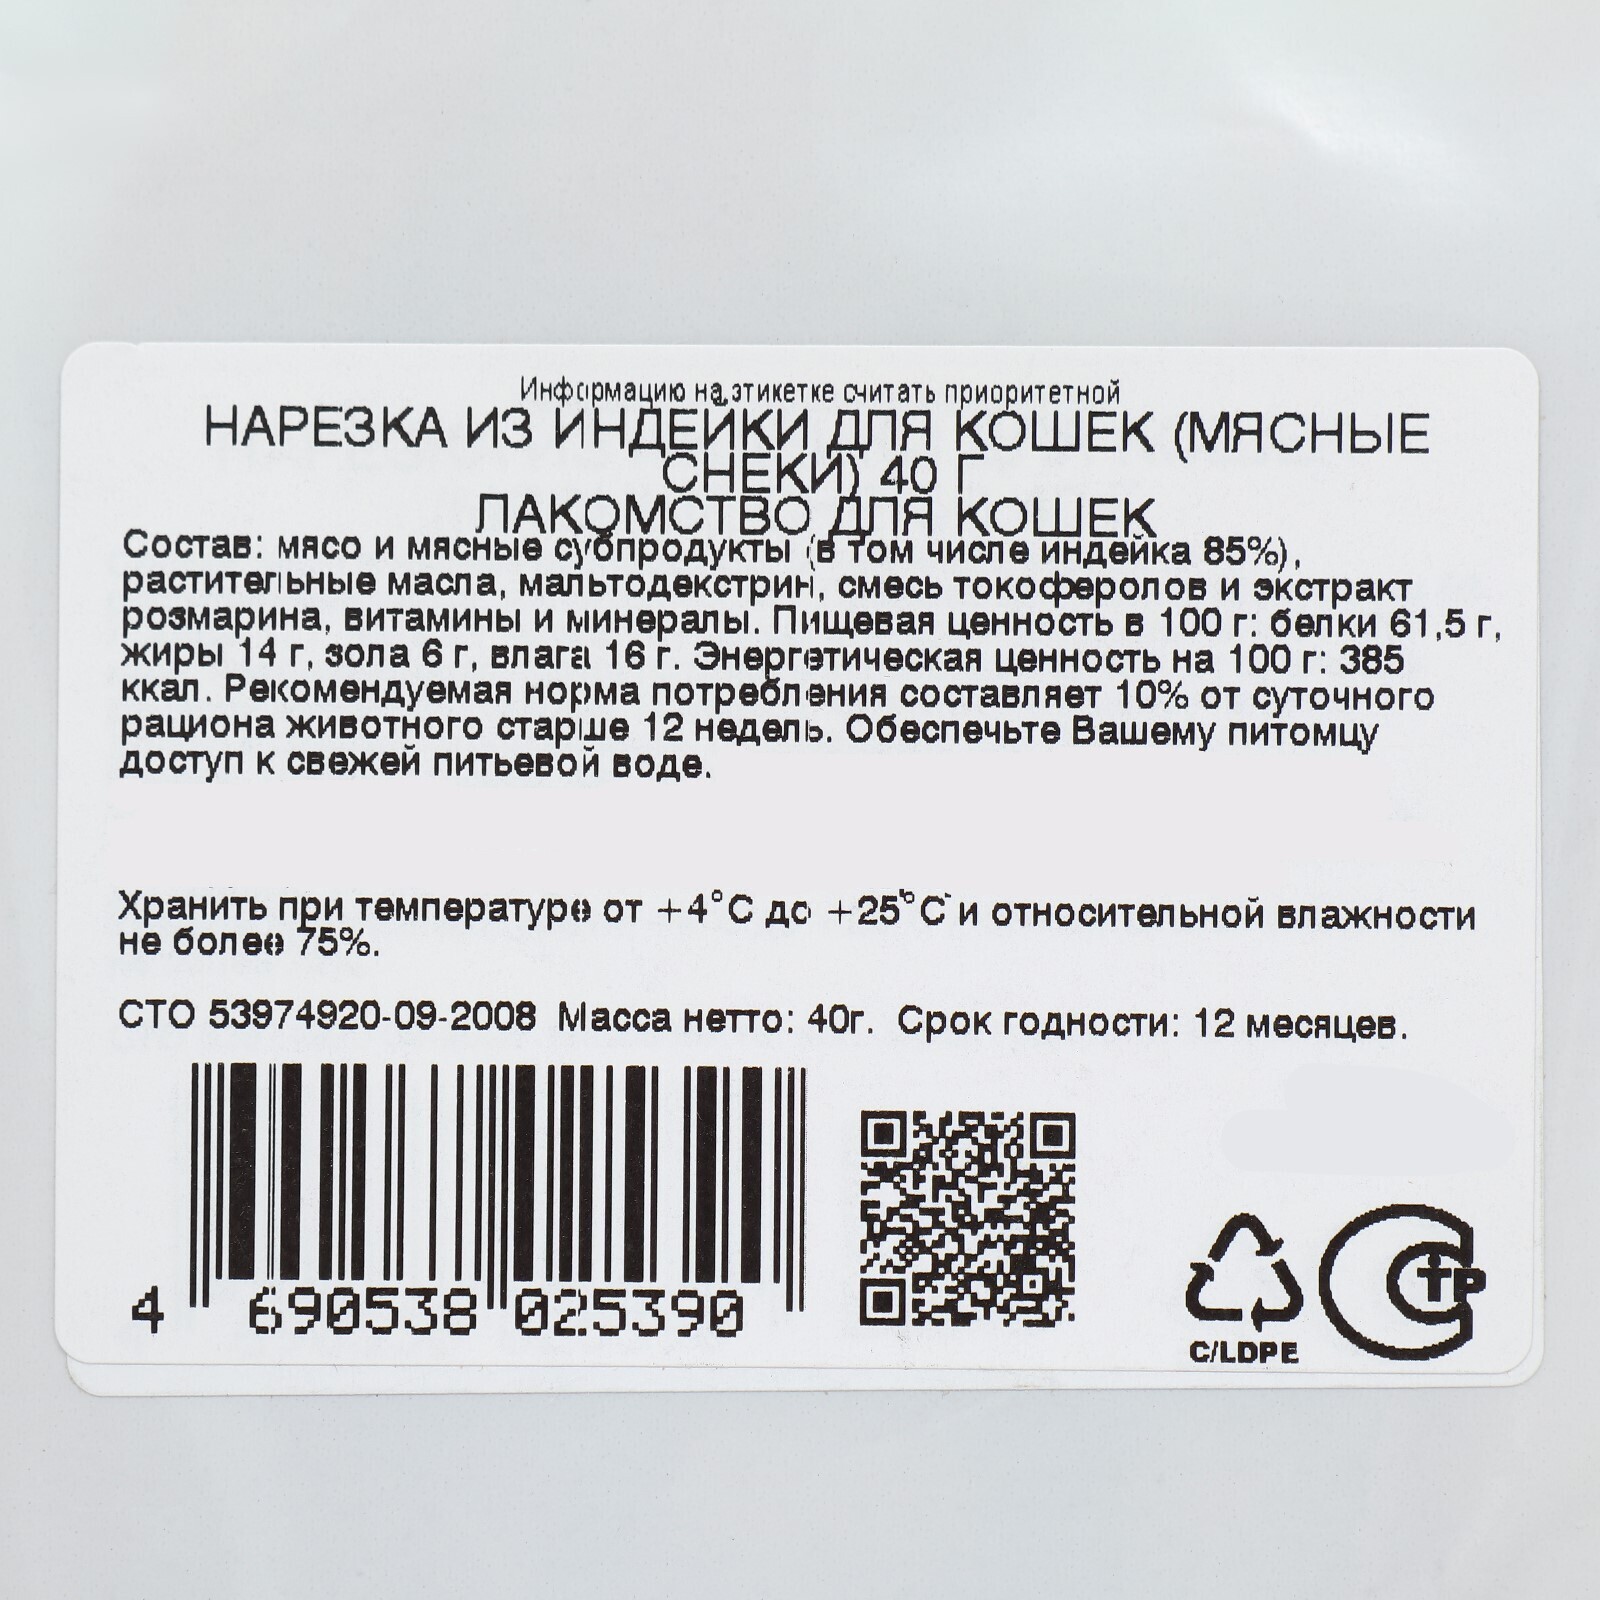 Информацию на этикетке считать приоритетной
НАРЕЗКА ИЗ ИНДЕЙКИ ДЛЯ КОШЕК (МЯСНЫЕ
СНЕКИ) 40 Г
ЛАКОМСТВО ДЛЯ КОШЕК
Состав: мясо и мясные субпродукты (в том числе индейка 85%),
растительные масла, мальтодекстрин, смесь токоферолов и экстракт
розмарина, витамины и минералы. Пищевая ценность в 100 г: белки 61,5 г,
жиры 14 г, зола 6 г, влага 16 г. Энергетическая ценность на 100 г: 385
ккал. Рекомендуемая норма потребления составляет 10% от суточного
рациона животного старше 12 недель. Обеспечьте Вашему питомцу
доступ к свежей питьевой воде.
Хранить при температуре от +4°С до +25°С и относительной влажности
не более 75%.
СТО 53974920-09-2008 Масса нетто: 40г. Срок годности: 12 месяцев.
4 690538 025390
C/LDPE
СТР